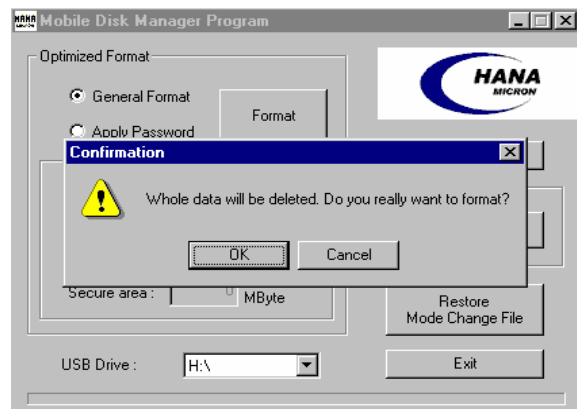 HANA MICRON Mobile Disk Manager Program
Optimized Format
General Format
Format
Apply Password
HANA
MICRON
Confirmation
Whole data will be deleted. Do you really want to format?
OK Cancel
Secure area : 0 MByte
Restore
Mode Change File
USB Drive : H:\ Exit